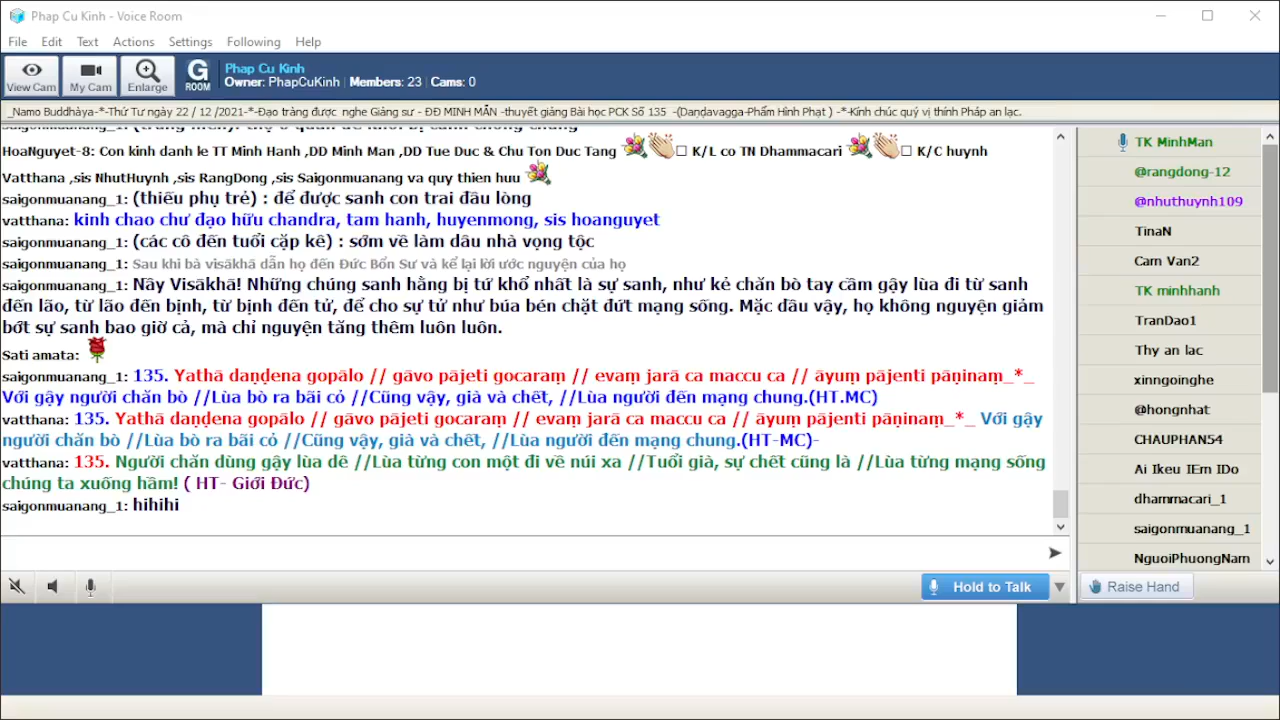 Phap Cu Kinh - Voice Room
File Edit Text Actions Settings Following Help
View Cam My Cam Enlarge G ROOM
Phap Cu Kinh
Owner: PhapCuKinh Members: 23 Cams: 0
_Namo Buddhàya-*-Thứ Tư ngày 22 / 12 /2021-*-Đạo tràng được nghe Giảng sư - ĐĐ MINH MẪN -thuyết giảng Bài học PCK Số 135 -(Daṇḍavagga-Phẩm Hình Phạt ) -*-Kính chúc quý vị thính Pháp an lạc.
HoaNguyet-8: Con kinh danh le TT Minh Hanh ,DD Minh Man ,DD Tue Duc & Chu Ton Duc Tang K/L co TN Dhammacari K/C huynh
Vatthana ,sis NhutHuynh ,sis RangDong ,sis Saigonmuanang va quy thien huu
saigonmuanang_1: (thiếu phụ trẻ) : để được sanh con trai đầu lòng
vatthana: kinh chao chư đạo hữu chandra, tam hanh, huyenmong, sis hoanguyet
saigonmuanang_1: (các cô đến tuổi cặp kê) : sớm về làm dâu nhà vọng tộc
saigonmuanang_1: Sau khi bà visākhā dẫn họ đến Đức Bổn Sư và kể lại lời ước nguyện của họ
saigonmuanang_1: Nầy Visākhā! Những chúng sanh hằng bị tứ khổ nhất là sự sanh, như kẻ chăn bò tay cầm gậy lùa đi từ sanh
đến lão, từ lão đến bịnh, từ bịnh đến tử, để cho sự tử như búa bén chặt đứt mạng sống. Mặc đầu vậy, họ không nguyện giảm
bớt sự sanh bao giờ cả, mà chỉ nguyện tăng thêm luôn luôn.
Sati amata:
saigonmuanang_1: 135. Yathā daṇḍena gopālo // gāvo pājeti gocaraṃ // evaṃ jarā ca maccu ca // āyuṃ pājenti pāṇinaṃ_*_
Với gậy người chăn bò //Lùa bò ra bãi cỏ //Cũng vậy, già và chết, //Lùa người đến mạng chung.(HT.MC)
vatthana: 135. Yathā daṇḍena gopālo // gāvo pājeti gocaraṃ // evaṃ jarā ca maccu ca // āyuṃ pājenti pāṇinaṃ_*_ Với gậy
người chăn bò //Lùa bò ra bãi cỏ //Cũng vậy, già và chết, //Lùa người đến mạng chung.(HT-MC)-
vatthana: 135. Người chăn dùng gậy lùa dê //Lùa từng con một đi về núi xa //Tuổi già, sự chết cũng là //Lùa từng mạng sống
chúng ta xuống hầm! ( HT- Giới Đức)
saigonmuanang_1: hihihi
Hold to Talk
TK MinhMan
@rangdong-12
@nhuthuynh109
TinaN
Cam Van2
TK minhhanh
TranDao1
Thy an lac
xinngoinghe
@hongnhat
CHAUPHAN54
Ai lkeu IEm IDo
dhammacari_1
saigonmuanang_1
NguoiPhuongNam
Raise Hand